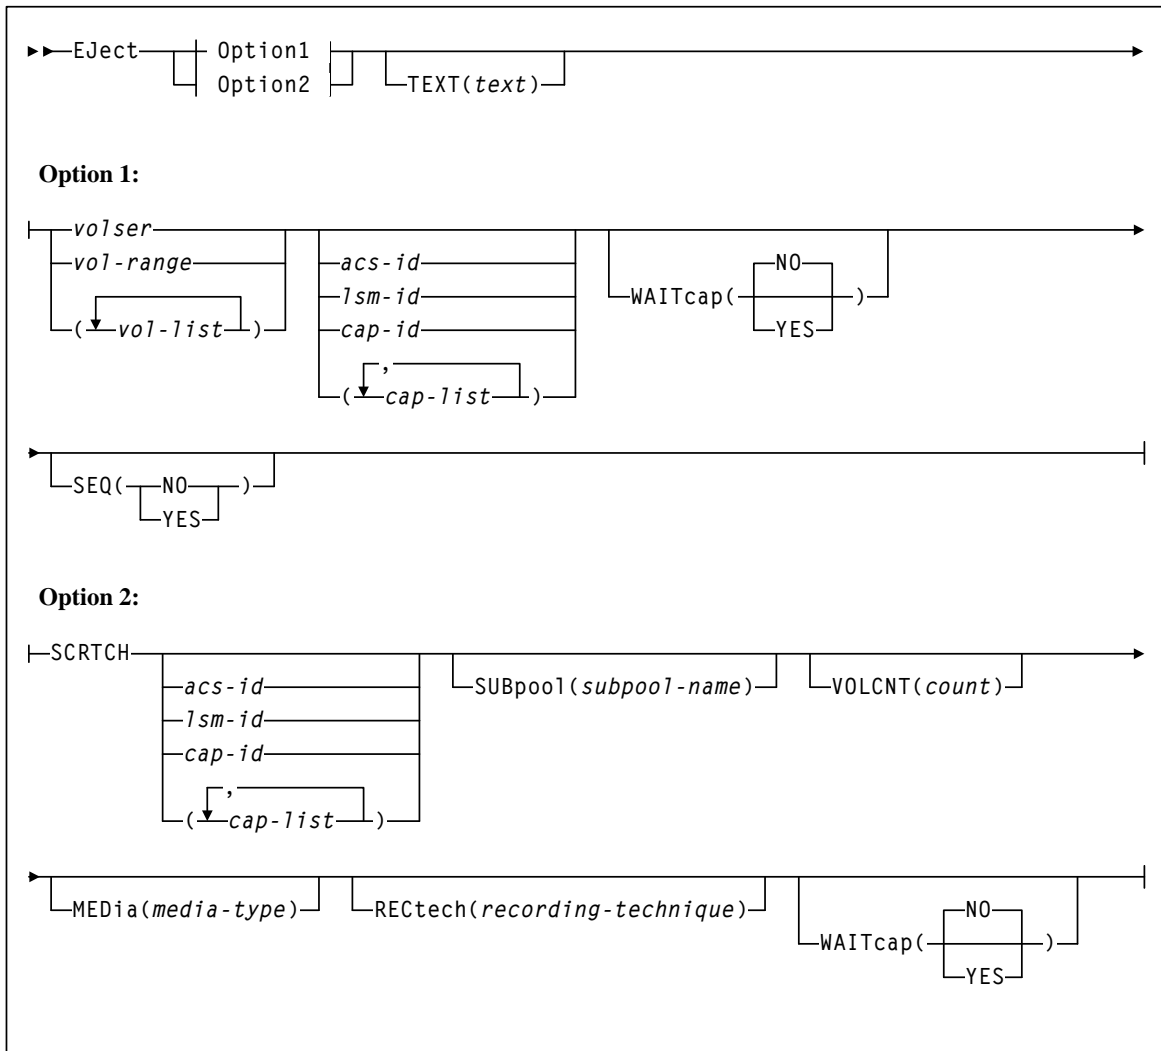 EJect Option1
Option2 TEXT(text)
Option 1:
volser
vol-range
(vol-list)
acs-id
lsm-id
cap-id
,
(cap-list)
NO
WAITcap( )
YES
SEQ( NO )
YES
Option 2:
SCRTCH
acs-id
lsm-id
cap-id
,
(cap-list)
SUBpool(subpool-name)
VOLCNT(count)
MEDia(media-type)
RECtech(recording-technique)
NO
WAITcap( )
YES